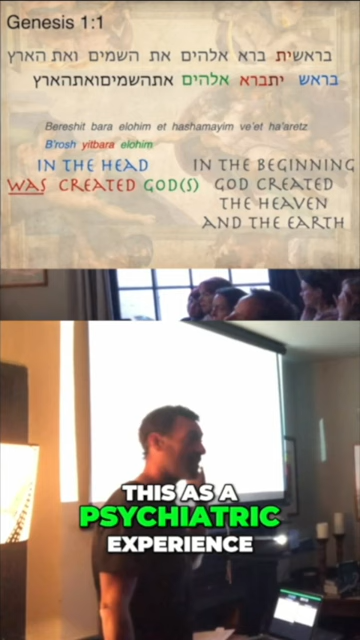 Genesis 1:1
בראשית ברא אלהים את השמים ואת הארץ
בראש יתברא אלהים אתהשמיםואתהארץ
Bereshit bara elohim et hashamayim ve'et ha'aretz
B'rosh yitbara elohim
IN THE HEAD
WAS CREATED GOD(S)
IN THE BEGINNING
GOD CREATED
THE HEAVEN
AND THE EARTH
THIS AS A
PSYCHIATRIC
EXPERIENCE